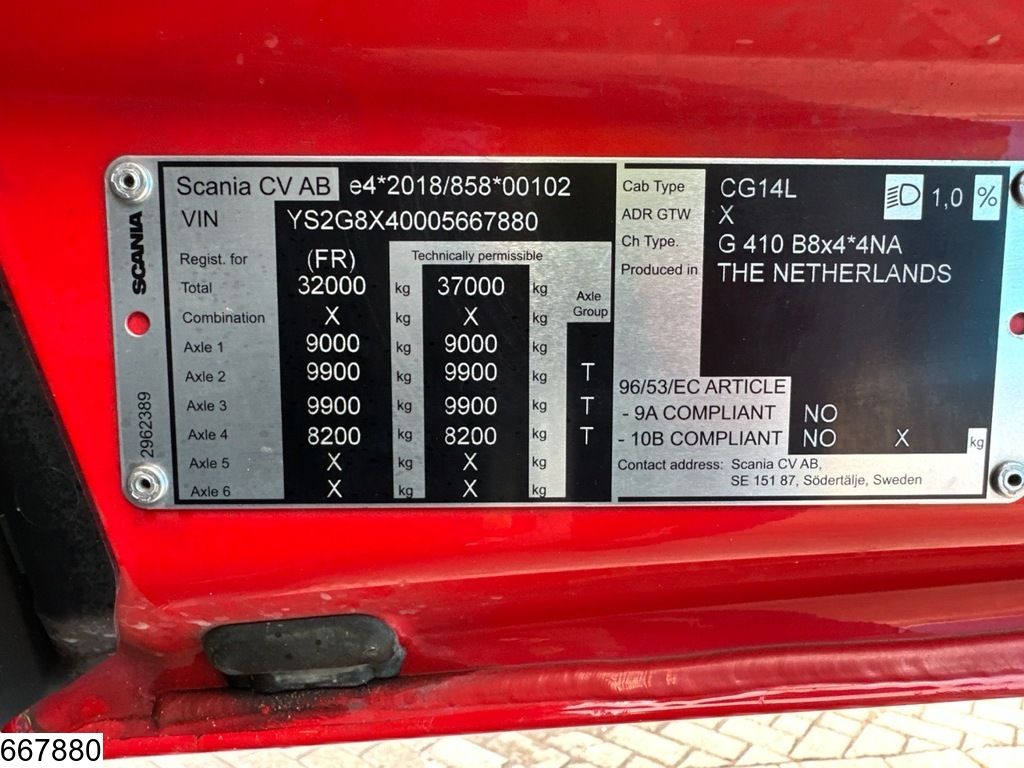 Scania CV AB e4*2018/858*00102
VIN YS2G8X40005667880
Regist. for (FR) Technically permissible
Total 32000 kg 37000 kg Axle Group
Combination X kg X kg
Axle 1 9000 kg 9000 kg
Axle 2 9900 kg 9900 kg T
Axle 3 9900 kg 9900 kg T
Axle 4 8200 kg 8200 kg T
Axle 5 X kg X kg
Axle 6 X kg X kg
SCANIA
2962389
Cab Type CG14L 1,0 %
ADR GTW X
Ch Type. G 410 B8x4*4NA
Produced in THE NETHERLANDS
96/53/EC ARTICLE
- 9A COMPLIANT NO
- 10B COMPLIANT NO X kg
Contact address: Scania CV AB,
SE 151 87, Södertälje, Sweden
667880